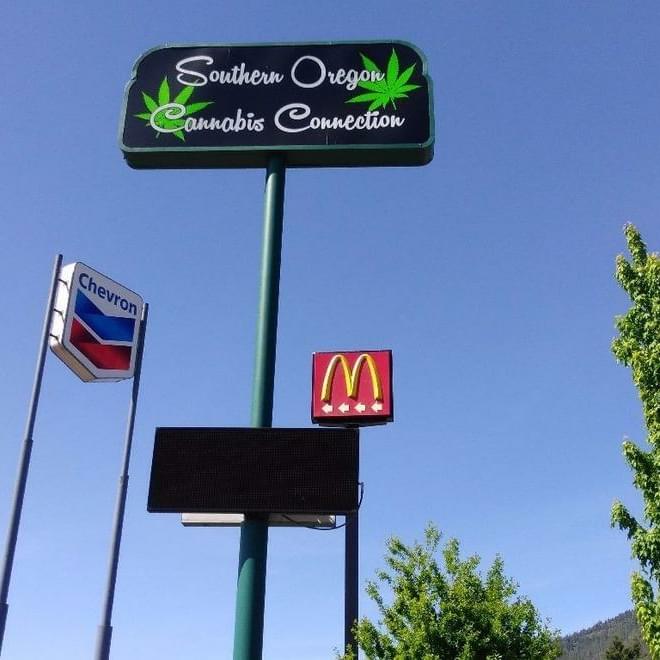 Southern Oregon
Cannabis Connection
Chevron
M